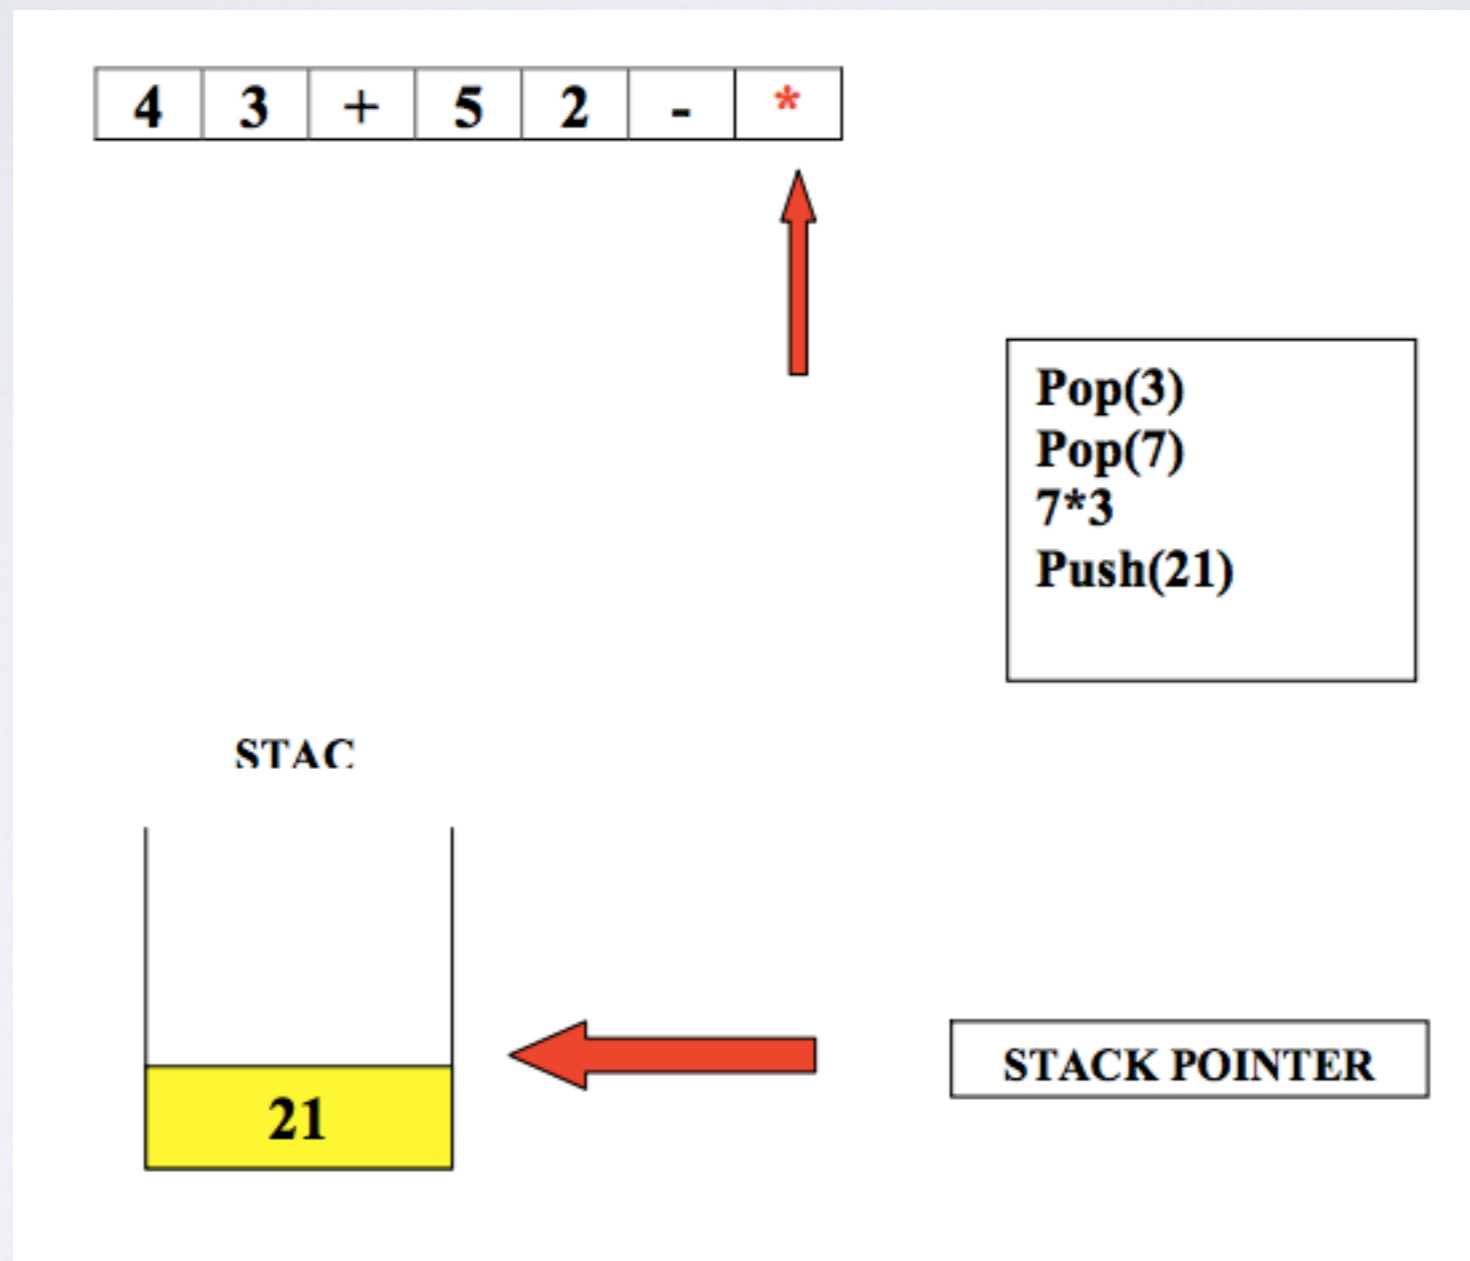 4 3 + 5 2 - *
Pop(3)
Pop(7)
7*3
Push(21)
STAC
21
STACK POINTER